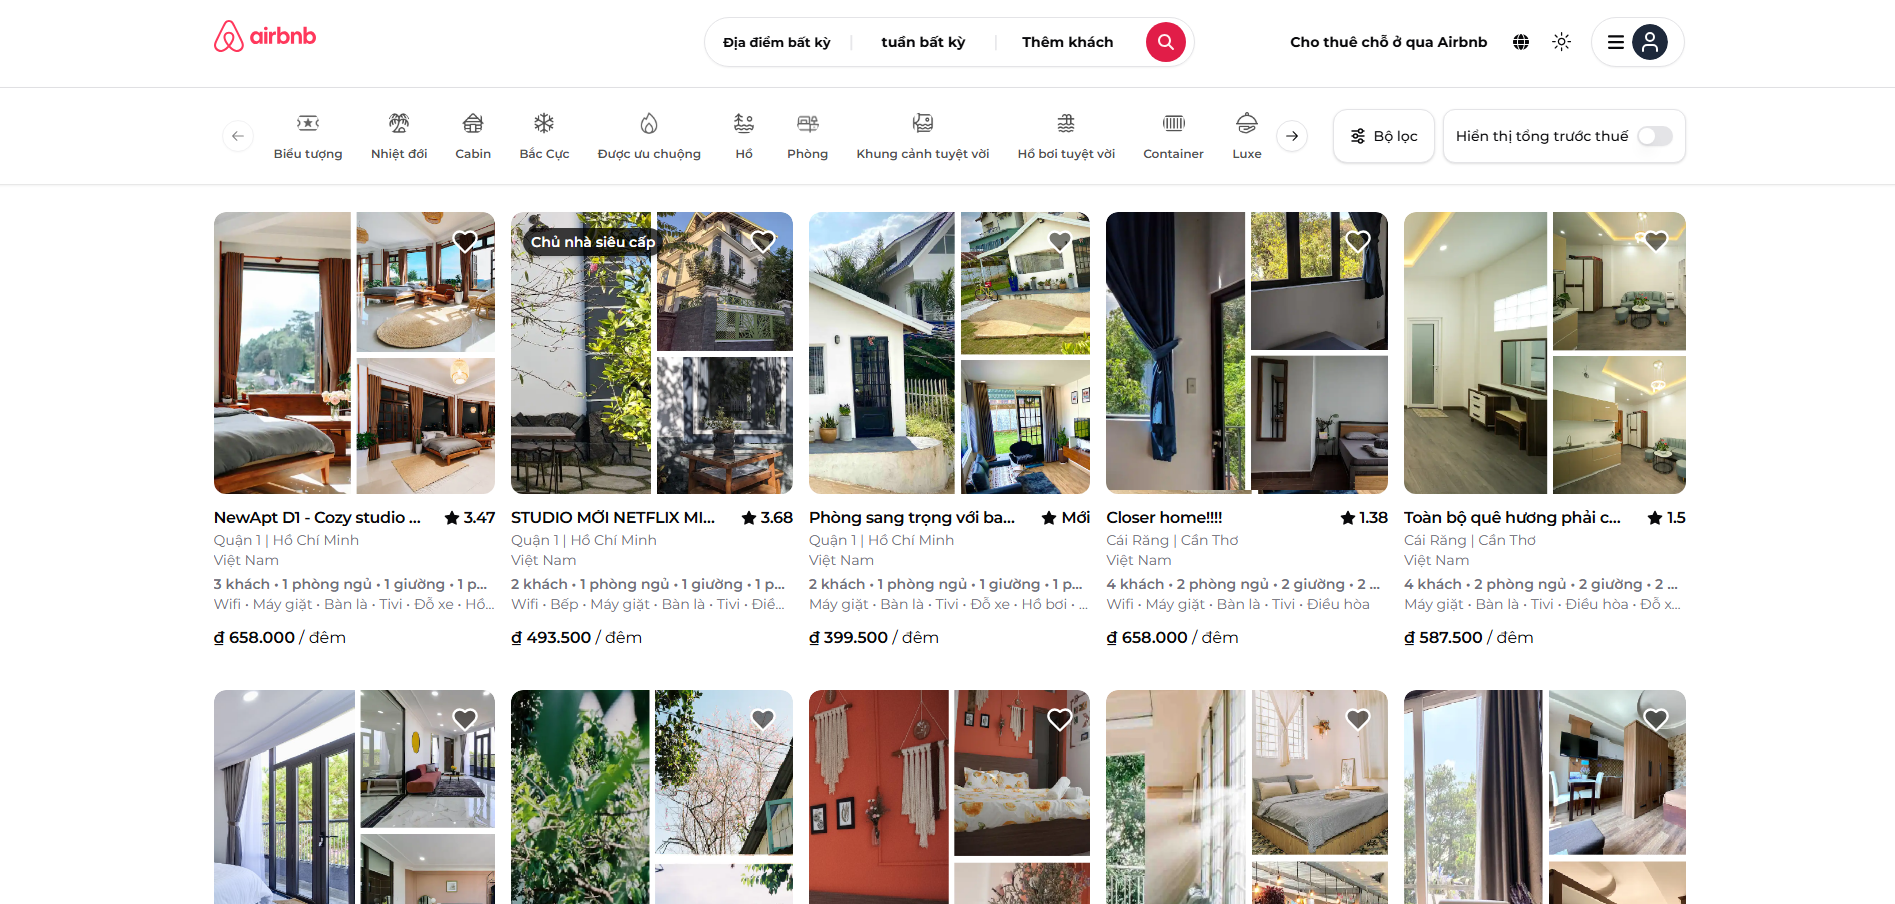 airbnb
Địa điểm bất kỳ
tuần bất kỳ
Thêm khách
Cho thuê chỗ ở qua Airbnb
Biểu tượng
Nhiệt đới
Cabin
Bắc Cực
Được ưu chuộng
Hồ
Phòng
Khung cảnh tuyệt vời
Hồ bơi tuyệt vời
Container
Luxe
Bộ lọc
Hiển thị tổng trước thuế
Chủ nhà siêu cấp
NewApt D1 - Cozy studio ... 3.47
Quận 1 | Hồ Chí Minh
Việt Nam
3 khách • 1 phòng ngủ • 1 giường • 1 p...
Wifi • Máy giặt • Bàn là • Tivi • Đỗ xe • Hồ...
₫ 658.000 / đêm
STUDIO MỚI NETFLIX MI... 3.68
Quận 1 | Hồ Chí Minh
Việt Nam
2 khách • 1 phòng ngủ • 1 giường • 1 p...
Wifi • Bếp • Máy giặt • Bàn là • Tivi • Điề...
₫ 493.500 / đêm
Phòng sang trọng với ba... Mới
Quận 1 | Hồ Chí Minh
Việt Nam
2 khách • 1 phòng ngủ • 1 giường • 1 p...
Máy giặt • Bàn là • Tivi • Đỗ xe • Hồ bơi • ...
₫ 399.500 / đêm
Closer home!!!! 1.38
Cái Răng | Cần Thơ
Việt Nam
4 khách • 2 phòng ngủ • 2 giường • 2 ...
Wifi • Máy giặt • Bàn là • Tivi • Điều hòa
₫ 658.000 / đêm
Toàn bộ quê hương phải c... 1.5
Cái Răng | Cần Thơ
Việt Nam
4 khách • 2 phòng ngủ • 2 giường • 2 ...
Máy giặt • Bàn là • Tivi • Điều hòa • Đỗ x...
₫ 587.500 / đêm